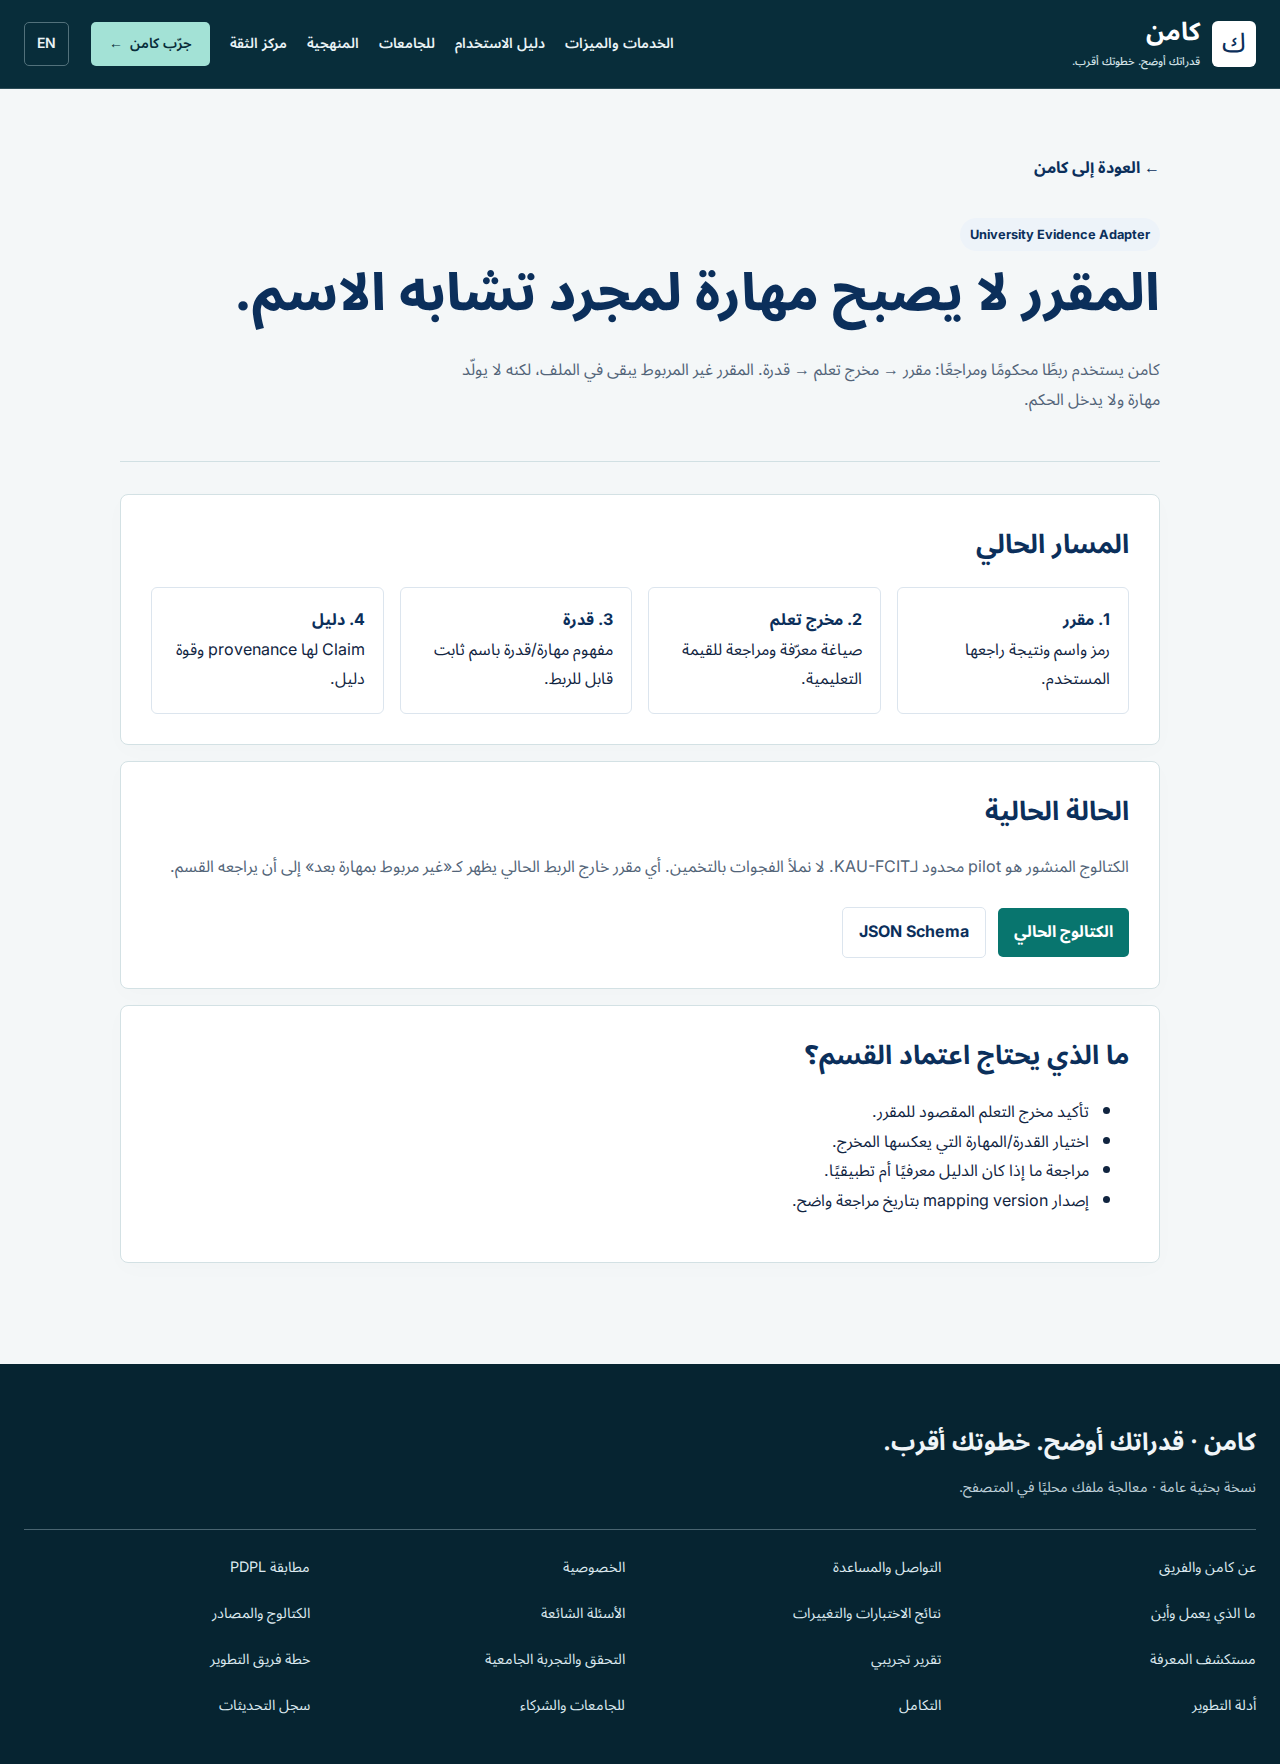 ك
كامن
قدراتك أوضح. خطوتك أقرب.
الخدمات والميزات
دليل الاستخدام
للجامعات
المنهجية
مركز الثقة
جرّب كامن ←
EN
← العودة إلى كامن
University Evidence Adapter
المقرر لا يصبح مهارة لمجرد تشابه الاسم.
كامن يستخدم ربطًا محكومًا ومراجعًا: مقرر → مخرج تعلم → قدرة. المقرر غير المربوط يبقى في الملف، لكنه لا يولّد
مهارة ولا يدخل الحكم.
المسار الحالي
1. مقرر
رمز واسم ونتيجة راجعها
المستخدم.
2. مخرج تعلم
صياغة معرّفة ومراجعة للقيمة
التعليمية.
3. قدرة
مفهوم مهارة/قدرة باسم ثابت
قابل للربط.
4. دليل
Claim لها provenance وقوة
دليل.
الحالة الحالية
الكتالوج المنشور هو pilot محدود لـKAU-FCIT. لا نملأ الفجوات بالتخمين. أي مقرر خارج الربط الحالي يظهر كـ«غير مربوط بمهارة بعد» إلى أن يراجعه القسم.
الكتالوج الحالي
JSON Schema
ما الذي يحتاج اعتماد القسم؟
تأكيد مخرج التعلم المقصود للمقرر.
اختيار القدرة/المهارة التي يعكسها المخرج.
مراجعة ما إذا كان الدليل معرفيًا أم تطبيقيًا.
إصدار mapping version بتاريخ مراجعة واضح.
كامن · قدراتك أوضح. خطوتك أقرب.
نسخة بحثية عامة · معالجة ملفك محليًا في المتصفح.
عن كامن والفريق
التواصل والمساعدة
الخصوصية
مطابقة PDPL
ما الذي يعمل وأين
نتائج الاختبارات والتغييرات
الأسئلة الشائعة
الكتالوج والمصادر
مستكشف المعرفة
تقرير تجريبي
التحقق والتجربة الجامعية
خطة فريق التطوير
أدلة التطوير
التكامل
للجامعات والشركاء
سجل التحديثات